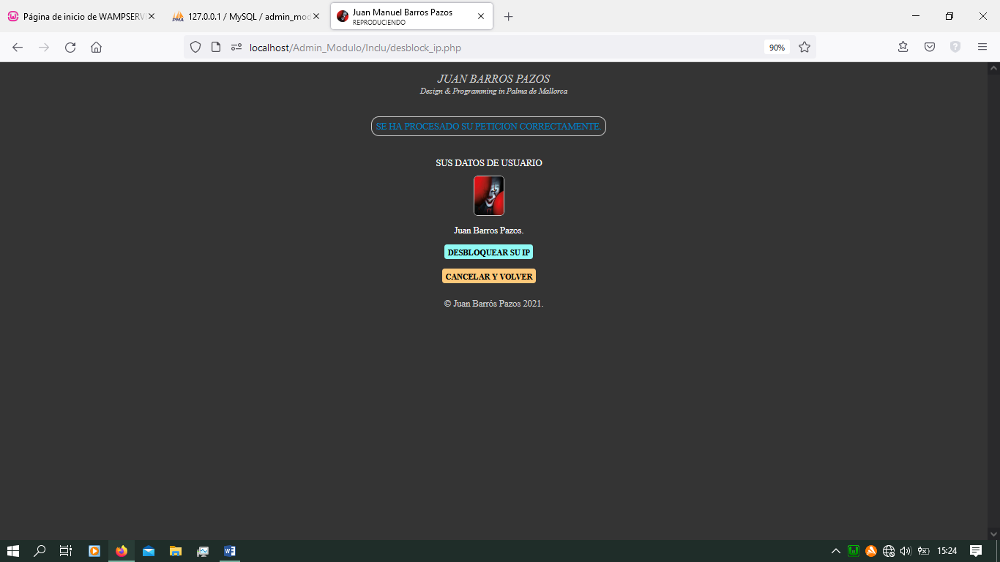 Página de inicio de WAMPSERV
127.0.0.1 / MySQL / admin_mod
Juan Manuel Barros Pazos
REPRODUCIENDO
localhost/Admin_Modulo/Inclu/desblock_ip.php
90%
JUAN BARROS PAZOS
Design & Programming in Palma de Mallorca
SE HA PROCESADO SU PETICION CORRECTAMENTE.
SUS DATOS DE USUARIO
Juan Barros Pazos.
DESBLOQUEAR SU IP
CANCELAR Y VOLVER
© Juan Barrós Pazos 2021.
15:24